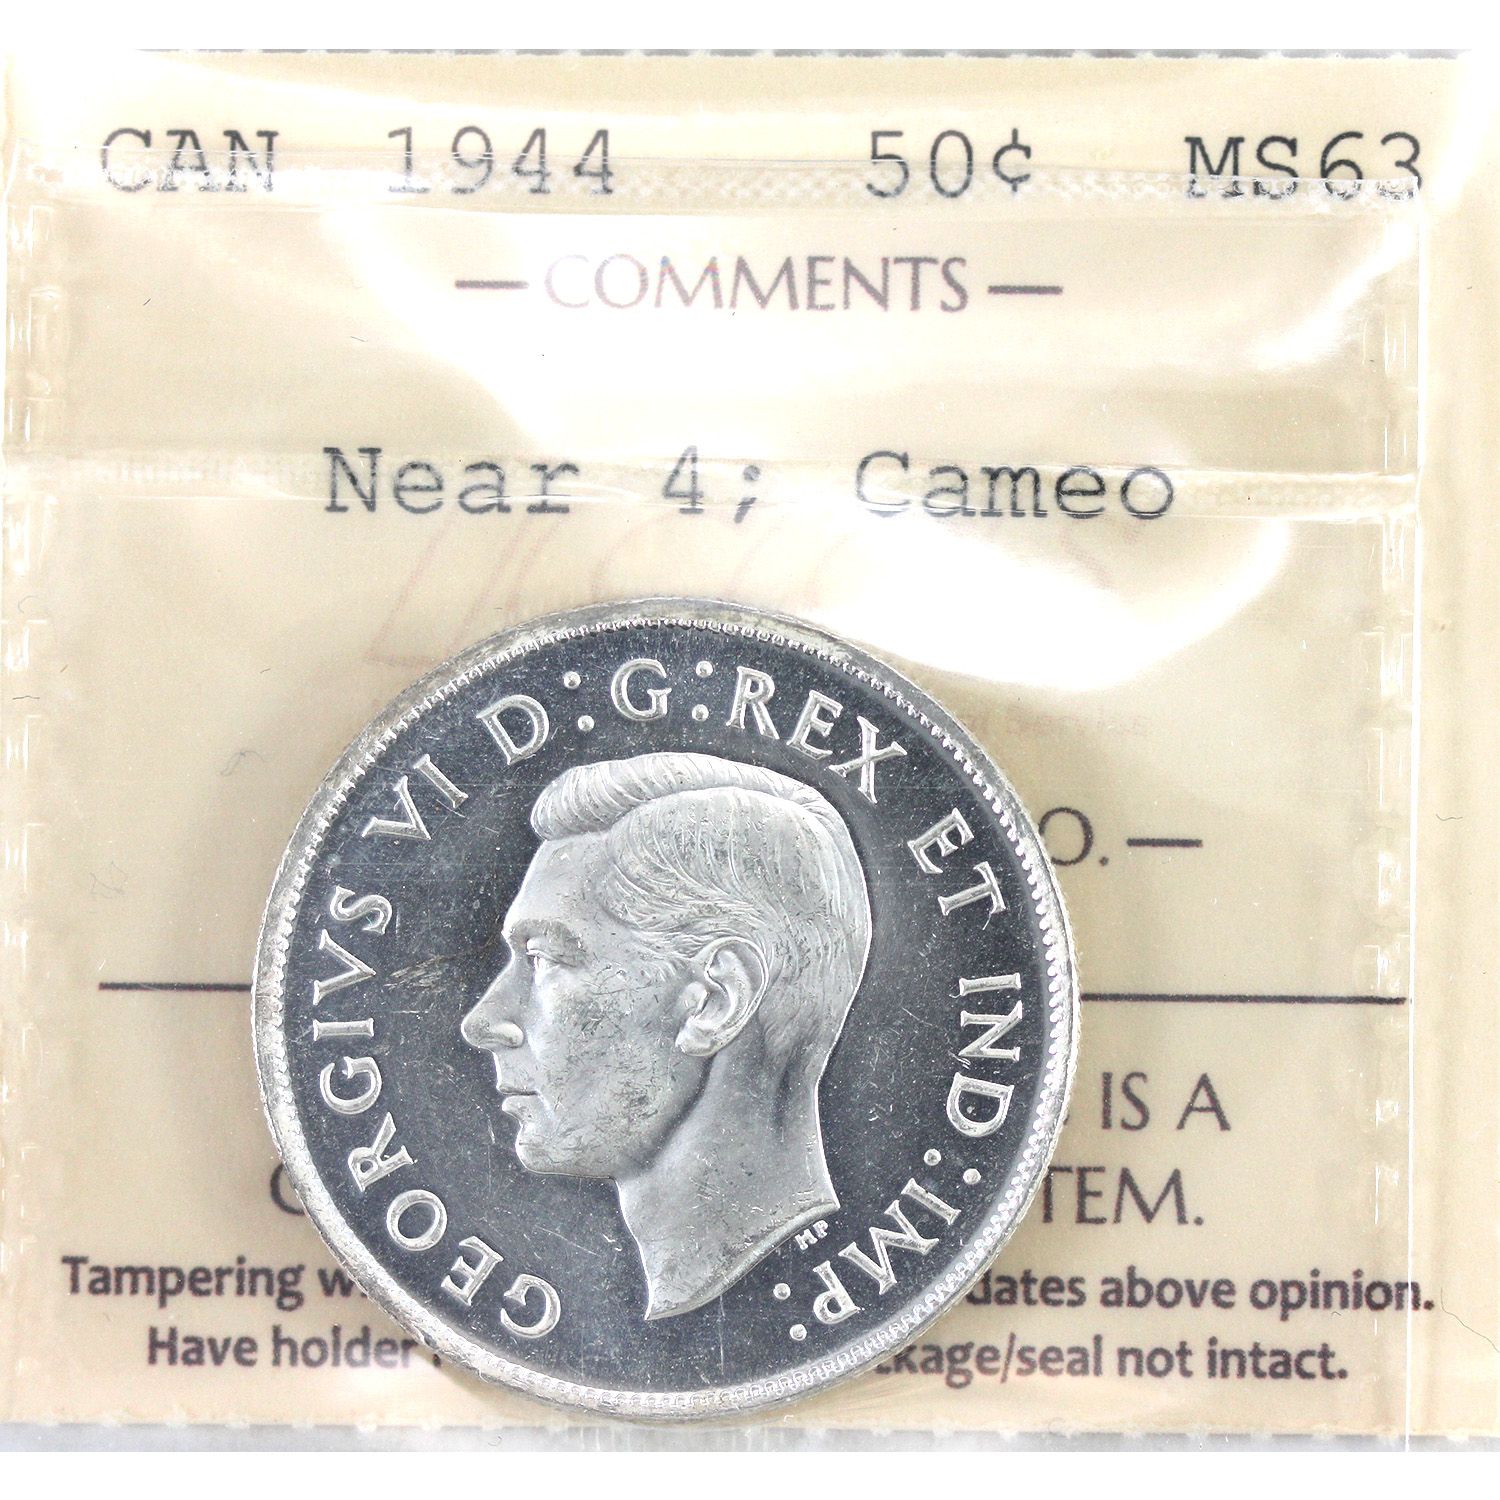 CAN 1944 50¢ MS63
— COMMENTS —
Near 4; Cameo
GEORGIVS VI D:G:REX ET IND:IMP:
HP
O. —
IS A
TEM.
Tampering dates above opinion.
Have holder kage/seal not intact.